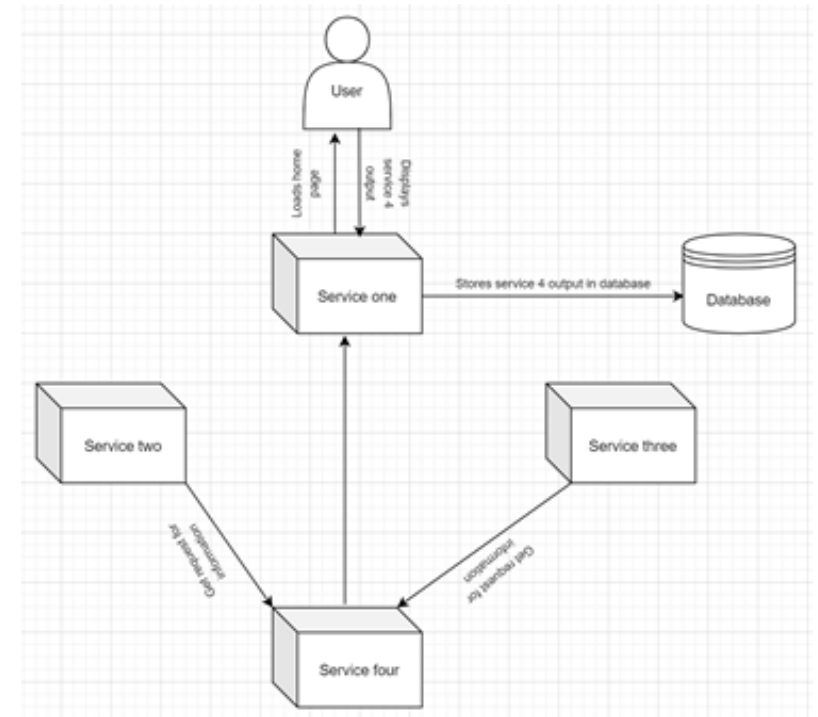 User
Loads home
page
Displays
service 4
output
Service one
Stores service 4 output in database
Database
Service two
Service three
Get request for
information
Get request for
information
Service four